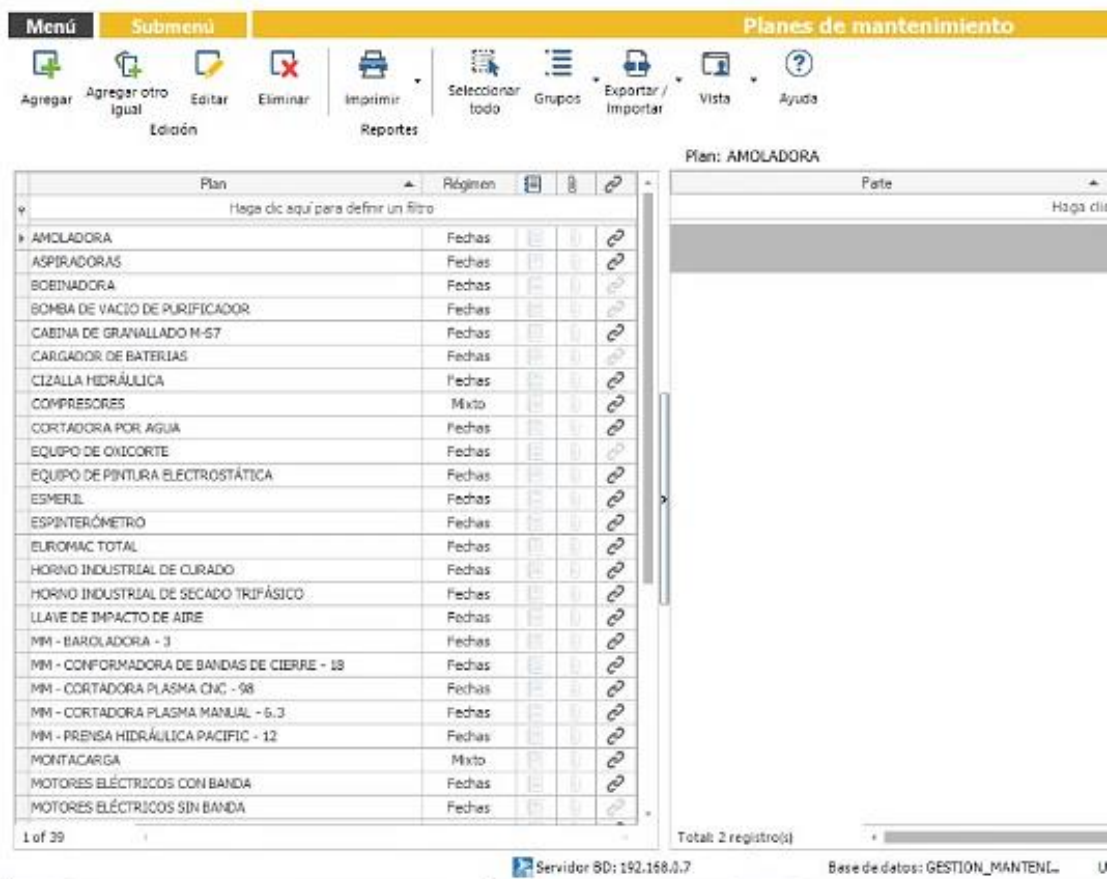 Menú Submenú Planes de mantenimiento
Agregar Agregar otro igual Editar Eliminar Imprimir Seleccionar todo Grupos Exportar / Importar Vista Ayuda
Edición Reportes
Plan: AMOLADORA
Plan Régimen Parte
Haga clic aquí para definir un filtro Haga clic
AMOLADORA Fechas
ASPIRADORAS Fechas
BOBINADORA Fechas
BOMBA DE VACIO DE PURIFICADOR Fechas
CABINA DE GRANALLADO M-57 Fechas
CARGADOR DE BATERIAS Fechas
CIZALLA HIDRÁULICA Fechas
COMPRESORES Mixto
CORTADORA POR AGUA Fechas
EQUIPO DE OXICORTE Fechas
EQUIPO DE PINTURA ELECTROSTÁTICA Fechas
ESMERIL Fechas
ESPINTERÓMETRO Fechas
EUROMAC TOTAL Fechas
HORNO INDUSTRIAL DE CURADO Fechas
HORNO INDUSTRIAL DE SECADO TRIFÁSICO Fechas
LLAVE DE IMPACTO DE AIRE Fechas
MM - BAROLADORA - 3 Fechas
MM - CONFORMADORA DE BANDAS DE CIERRE - 18 Fechas
MM - CORTADORA PLASMA CNC - 98 Fechas
MM - CORTADORA PLASMA MANUAL - 6.3 Fechas
MM - PRENSA HIDRÁULICA PACIFIC - 12 Fechas
MONTACARGA Mixto
MOTORES ELÉCTRICOS CON BANDA Fechas
MOTORES ELÉCTRICOS SIN BANDA Fechas
1 of 39 Total: 2 registro(s)
Servidor BD: 192.168.0.7 Base de datos: GESTION_MANTENI... U